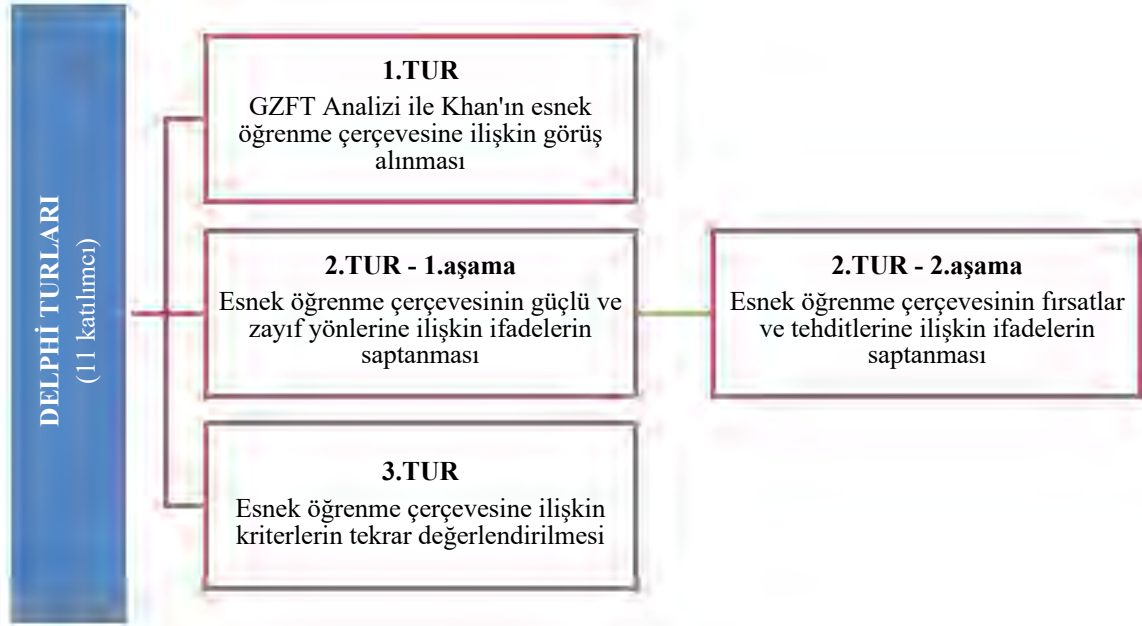 DELPHİ TURLARI
(11 katılımcı)
1.TUR
GZFT Analizi ile Khan'ın esnek
öğrenme çerçevesine ilişkin görüş
alınması
2.TUR - 1.aşama
Esnek öğrenme çerçevesinin güçlü ve
zayıf yönlerine ilişkin ifadelerin
saptanması
2.TUR - 2.aşama
Esnek öğrenme çerçevesinin fırsatlar
ve tehditlerine ilişkin ifadelerin
saptanması
3.TUR
Esnek öğrenme çerçevesine ilişkin
kriterlerin tekrar değerlendirilmesi